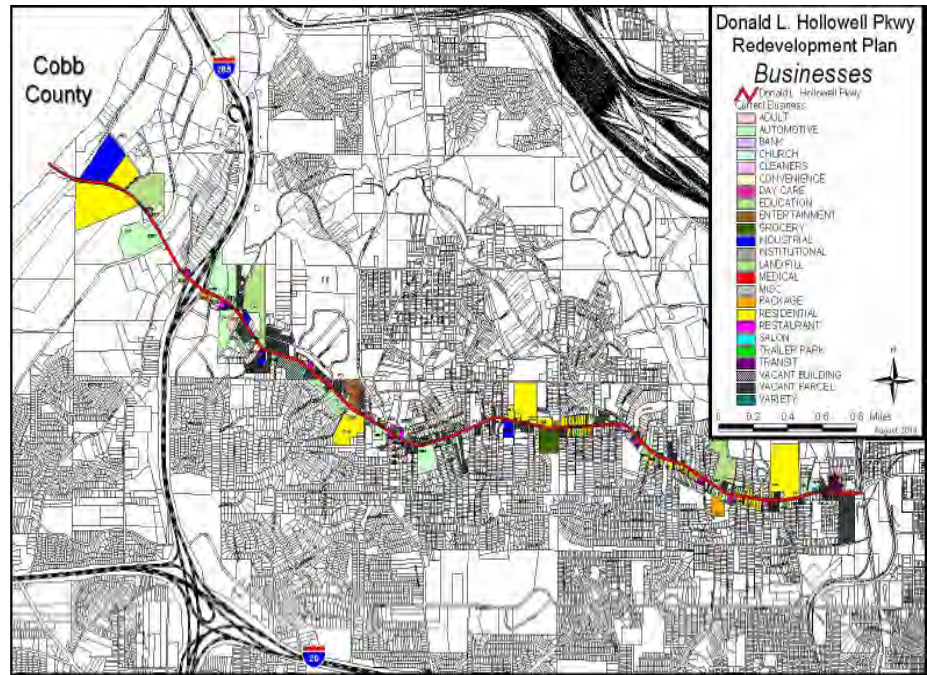 Donald L. Hollowell Pkwy
Redevelopment Plan
Businesses
Donald L. Hollowell Pkwy
Current Business
ADULT
AUTOMOTIVE
BANK
CHURCH
CLEANERS
CONVENIENCE
DAY CARE
EDUCATION
ENTERTAINMENT
GROCERY
INDUSTRIAL
INSTITUTIONAL
LANDFILL
MEDICAL
MISC
PACKAGE
RESIDENTIAL
RESTAURANT
SALON
TRAILER PARK
TRANSIT
VACANT BUILDING
VACANT PARCEL
VARIETY
0 0.2 0.4 0.6 0.8 Miles
Cobb
County
285
20